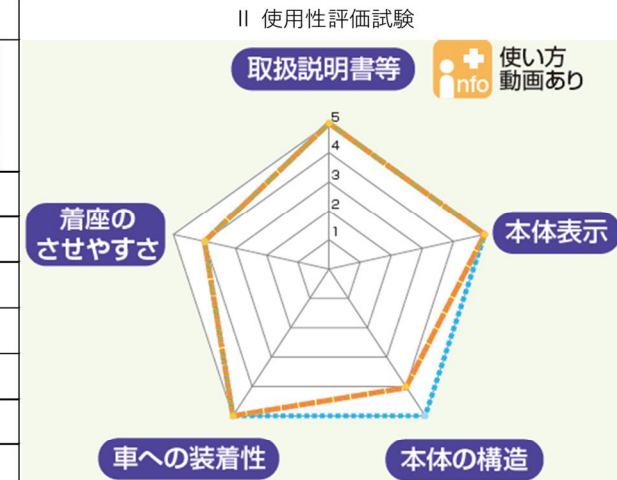 II 使用性評価試験
取扱説明書等
nfo
使い方
動画あり
5
4
3
2
1
着座の
させやすさ
本体表示
車への装着性
本体の構造